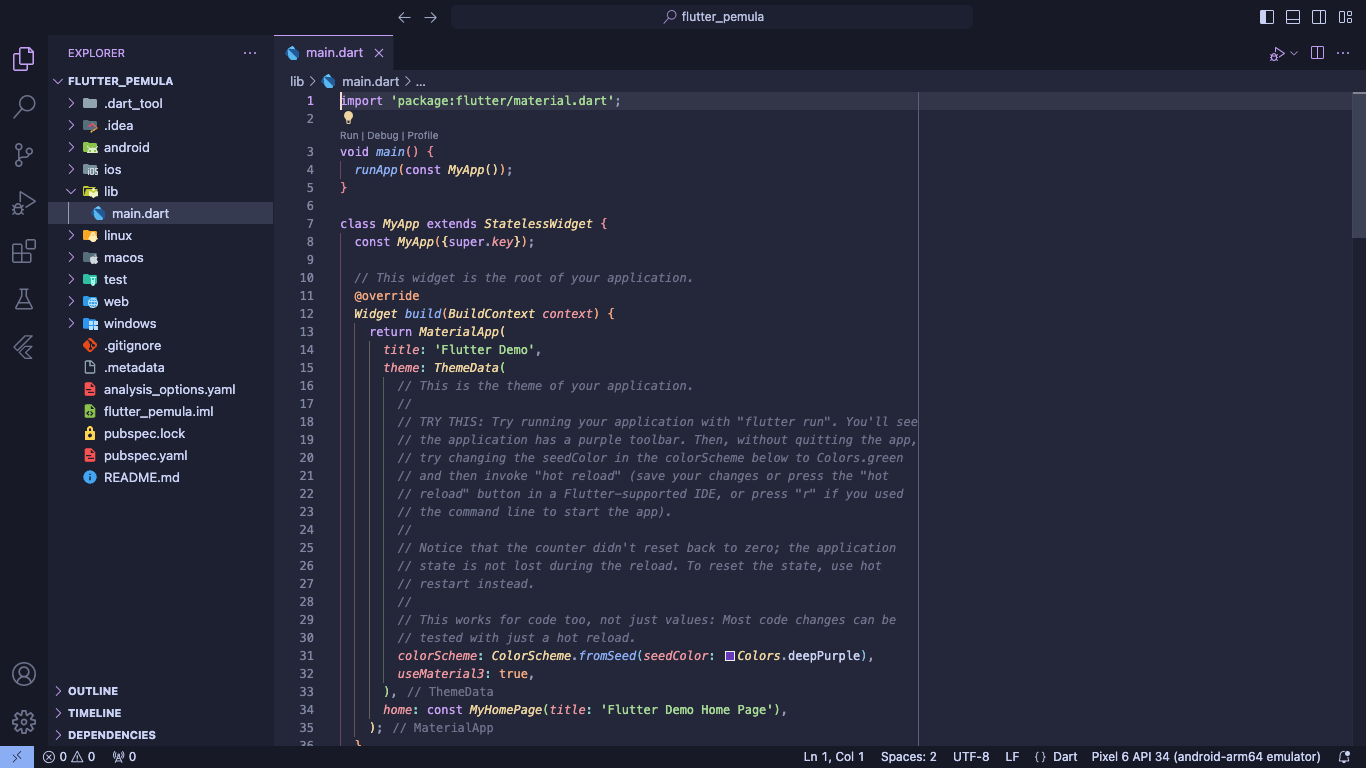 flutter_pemula
EXPLORER
FLUTTER_PEMULA
.dart_tool
.idea
android
ios
lib
main.dart
linux
macos
test
web
windows
.gitignore
.metadata
analysis_options.yaml
flutter_pemula.iml
pubspec.lock
pubspec.yaml
README.md
OUTLINE
TIMELINE
DEPENDENCIES
main.dart
lib > main.dart > ...
1 import 'package:flutter/material.dart';
2
Run | Debug | Profile
3 void main() {
4 runApp(const MyApp());
5 }
6
7 class MyApp extends StatelessWidget {
8 const MyApp({super.key});
9
10 // This widget is the root of your application.
11 @override
12 Widget build(BuildContext context) {
13 return MaterialApp(
14 title: 'Flutter Demo',
15 theme: ThemeData(
16 // This is the theme of your application.
17 //
18 // TRY THIS: Try running your application with "flutter run". You'll see
19 // the application has a purple toolbar. Then, without quitting the app,
20 // try changing the seedColor in the colorScheme below to Colors.green
21 // and then invoke "hot reload" (save your changes or press the "hot
22 // reload" button in a Flutter-supported IDE, or press "r" if you used
23 // the command line to start the app).
24 //
25 // Notice that the counter didn't reset back to zero; the application
26 // state is not lost during the reload. To reset the state, use hot
27 // restart instead.
28 //
29 // This works for code too, not just values: Most code changes can be
30 // tested with just a hot reload.
31 colorScheme: ColorScheme.fromSeed(seedColor: Colors.deepPurple),
32 useMaterial3: true,
33 ), // ThemeData
34 home: const MyHomePage(title: 'Flutter Demo Home Page'),
35 ); // MaterialApp
36 }
0 0 0
Ln 1, Col 1 Spaces: 2 UTF-8 LF {} Dart Pixel 6 API 34 (android-arm64 emulator)